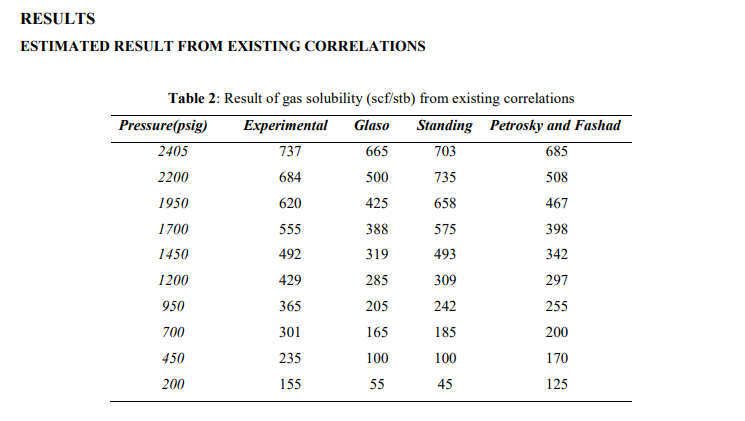 RESULTS
ESTIMATED RESULT FROM EXISTING CORRELATIONS
Table 2: Result of gas solubility (scf/stb) from existing correlations
Pressure(psig) Experimental Glaso Standing Petrosky and Fashad
2405 737 665 703 685
2200 684 500 735 508
1950 620 425 658 467
1700 555 388 575 398
1450 492 319 493 342
1200 429 285 309 297
950 365 205 242 255
700 301 165 185 200
450 235 100 100 170
200 155 55 45 125